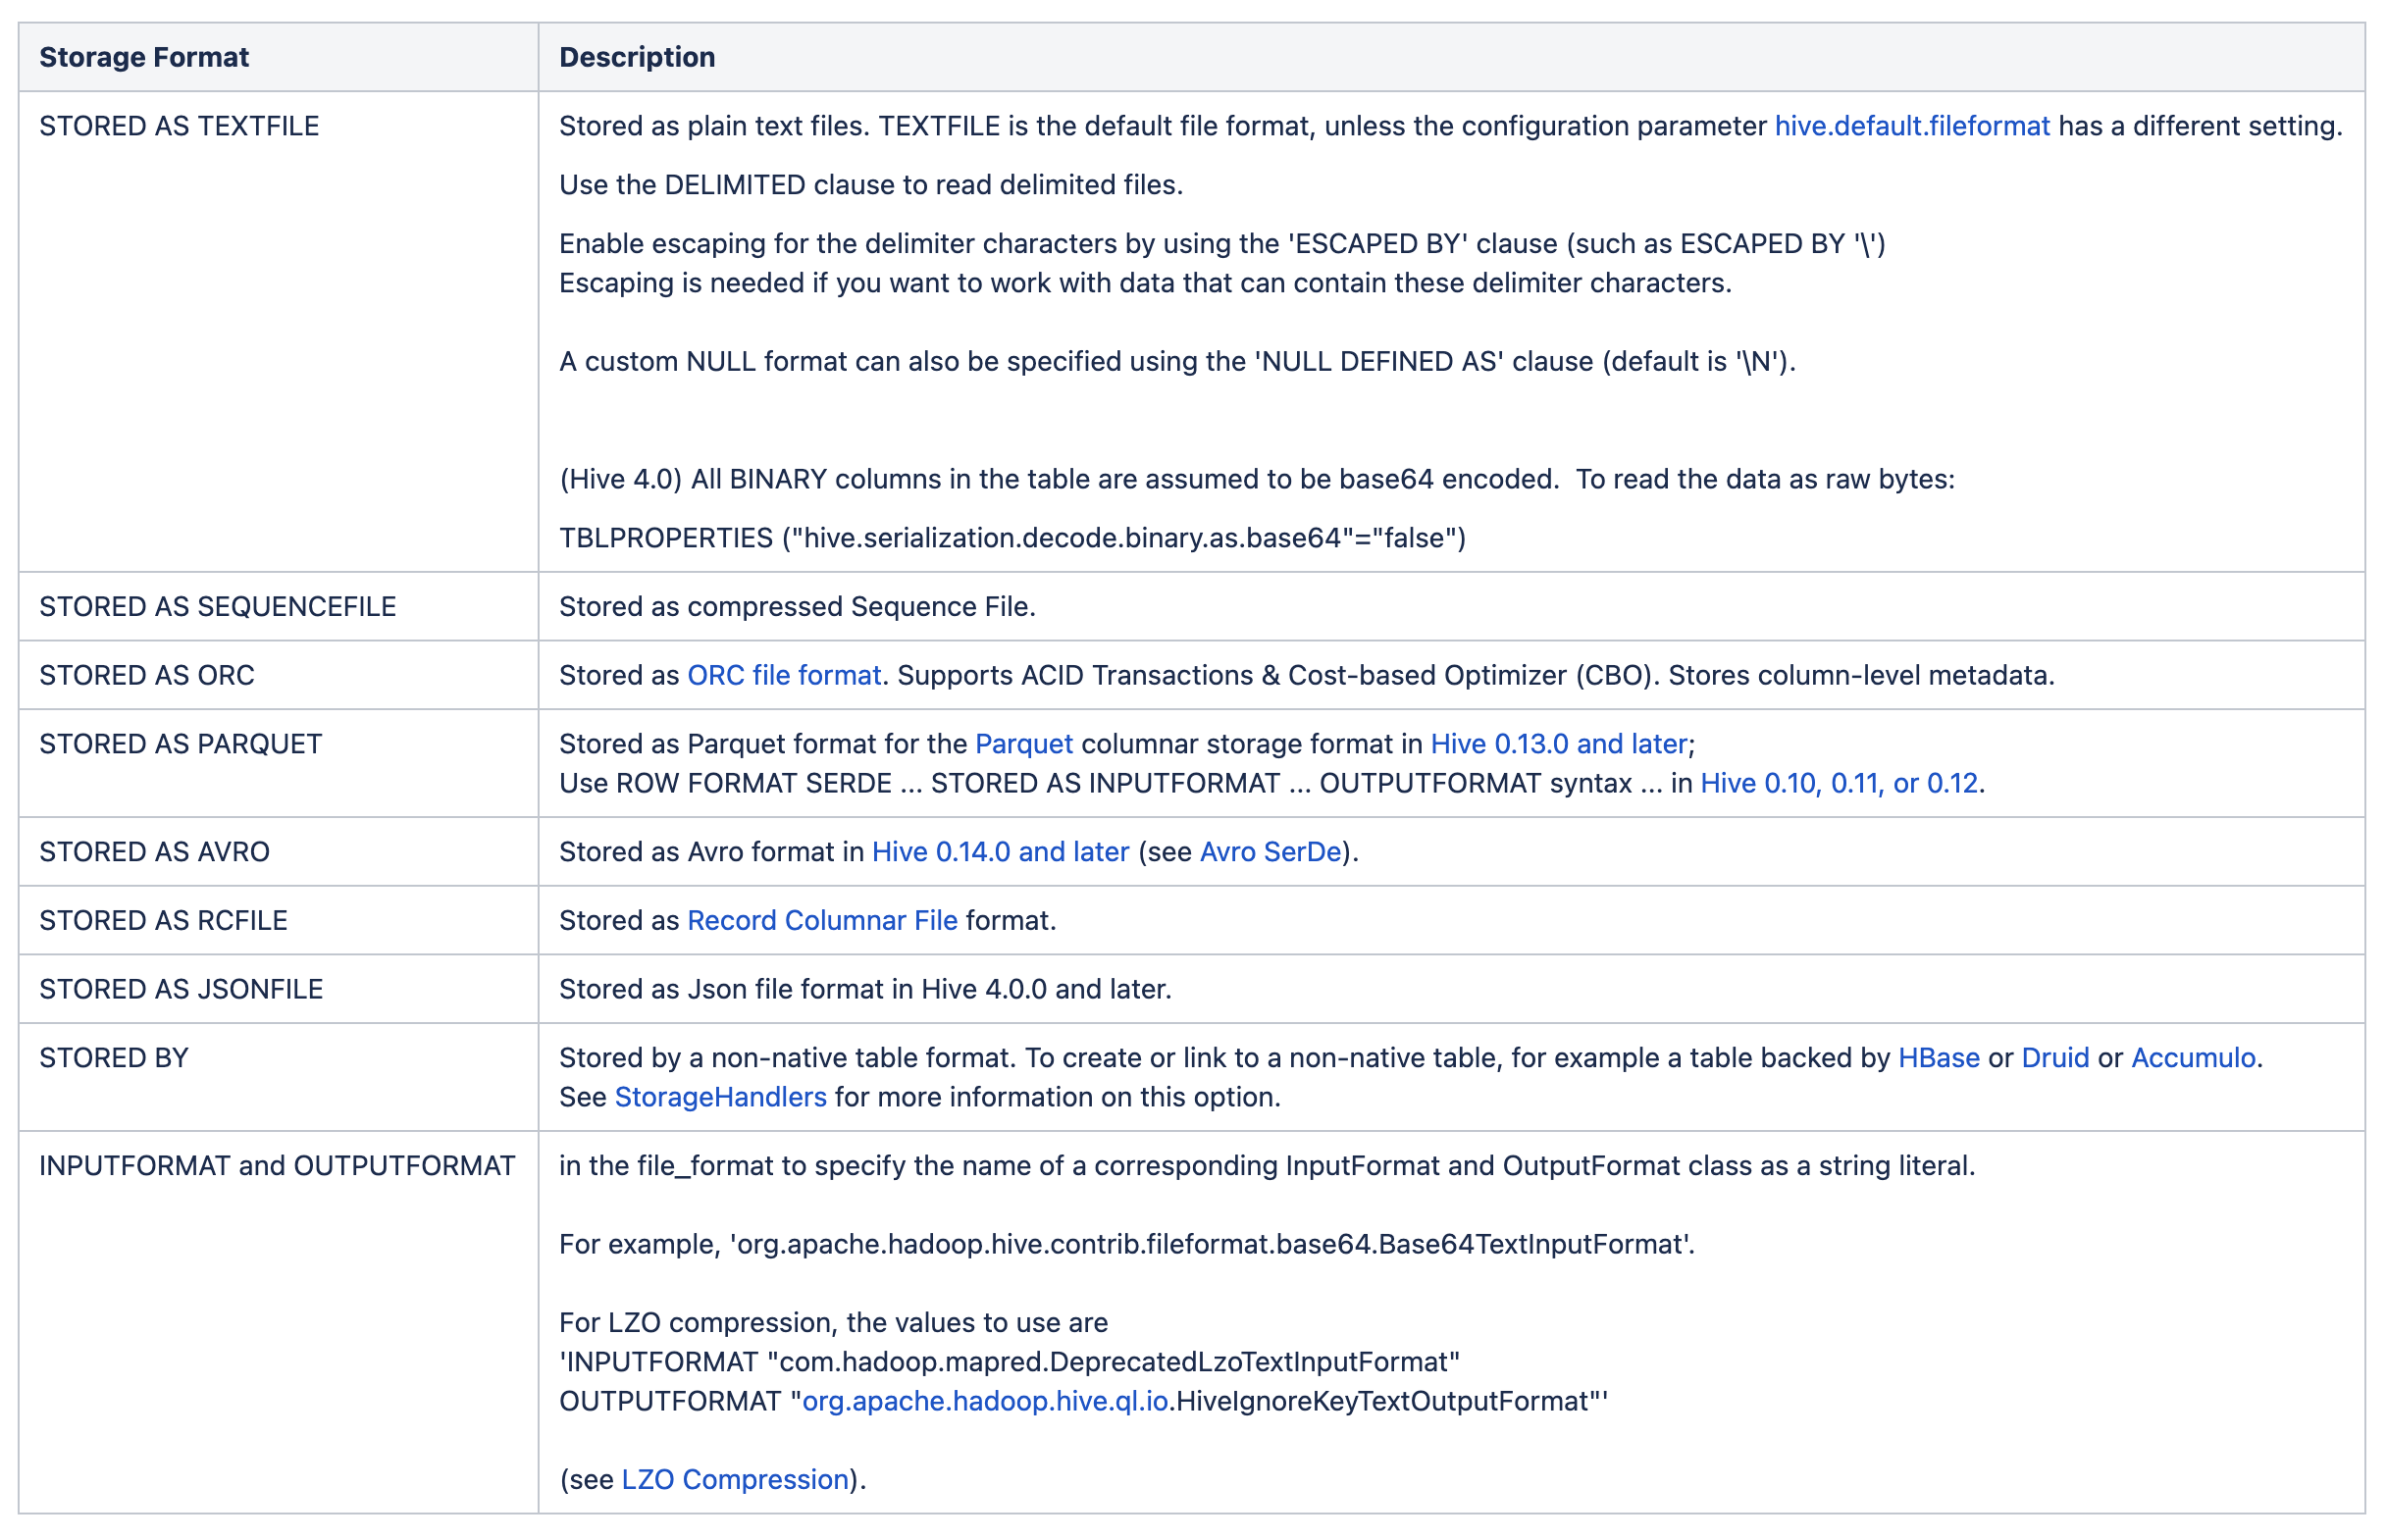 Storage Format
Description
STORED AS TEXTFILE
Stored as plain text files. TEXTFILE is the default file format, unless the configuration parameter hive.default.fileformat has a different setting.
Use the DELIMITED clause to read delimited files.
Enable escaping for the delimiter characters by using the 'ESCAPED BY' clause (such as ESCAPED BY '\')
Escaping is needed if you want to work with data that can contain these delimiter characters.
A custom NULL format can also be specified using the 'NULL DEFINED AS' clause (default is '\N').
(Hive 4.0) All BINARY columns in the table are assumed to be base64 encoded.  To read the data as raw bytes:
TBLPROPERTIES ("hive.serialization.decode.binary.as.base64"="false")
STORED AS SEQUENCEFILE
Stored as compressed Sequence File.
STORED AS ORC
Stored as ORC file format. Supports ACID Transactions & Cost-based Optimizer (CBO). Stores column-level metadata.
STORED AS PARQUET
Stored as Parquet format for the Parquet columnar storage format in Hive 0.13.0 and later;
Use ROW FORMAT SERDE ... STORED AS INPUTFORMAT ... OUTPUTFORMAT syntax ... in Hive 0.10, 0.11, or 0.12.
STORED AS AVRO
Stored as Avro format in Hive 0.14.0 and later (see Avro SerDe).
STORED AS RCFILE
Stored as Record Columnar File format.
STORED AS JSONFILE
Stored as Json file format in Hive 4.0.0 and later.
STORED BY
Stored by a non-native table format. To create or link to a non-native table, for example a table backed by HBase or Druid or Accumulo.
See StorageHandlers for more information on this option.
INPUTFORMAT and OUTPUTFORMAT
in the file_format to specify the name of a corresponding InputFormat and OutputFormat class as a string literal.
For example, 'org.apache.hadoop.hive.contrib.fileformat.base64.Base64TextInputFormat'.
For LZO compression, the values to use are
'INPUTFORMAT "com.hadoop.mapred.DeprecatedLzoTextInputFormat"
OUTPUTFORMAT "org.apache.hadoop.hive.ql.io.HiveIgnoreKeyTextOutputFormat"'
(see LZO Compression).